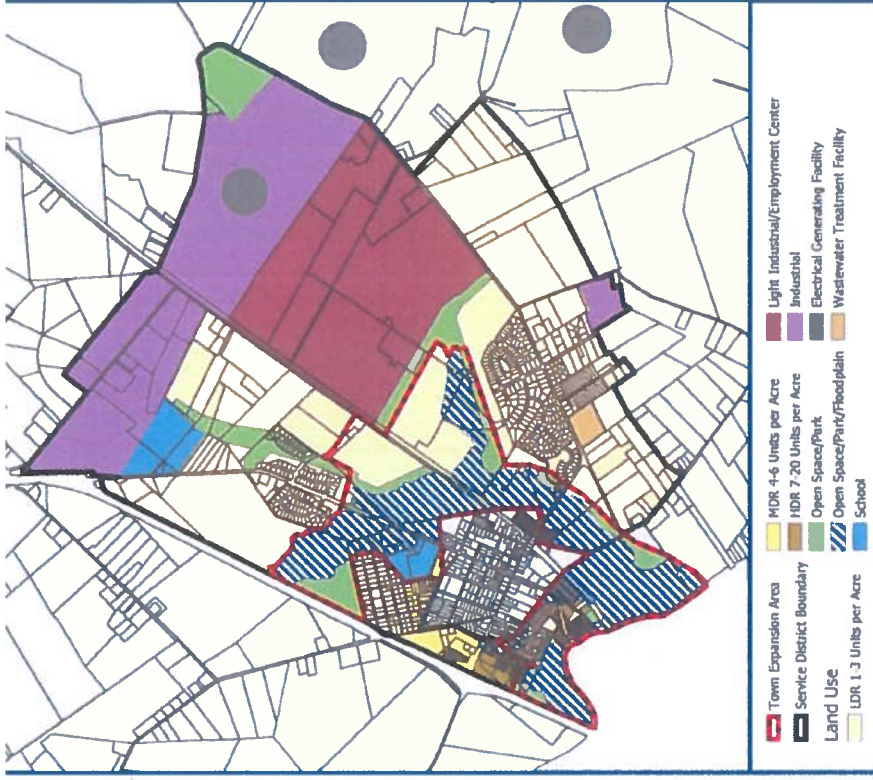 Town Expansion Area
Service District Boundary
Land Use
LDR 1-3 Units per Acre
MDR 4-6 Units per Acre
HDR 7-20 Units per Acre
Open Space/Park
Open Space/Park/Floodplain
School
Light Industrial/Employment Center
Industrial
Electrical Generating Facility
Wastewater Treatment Facility